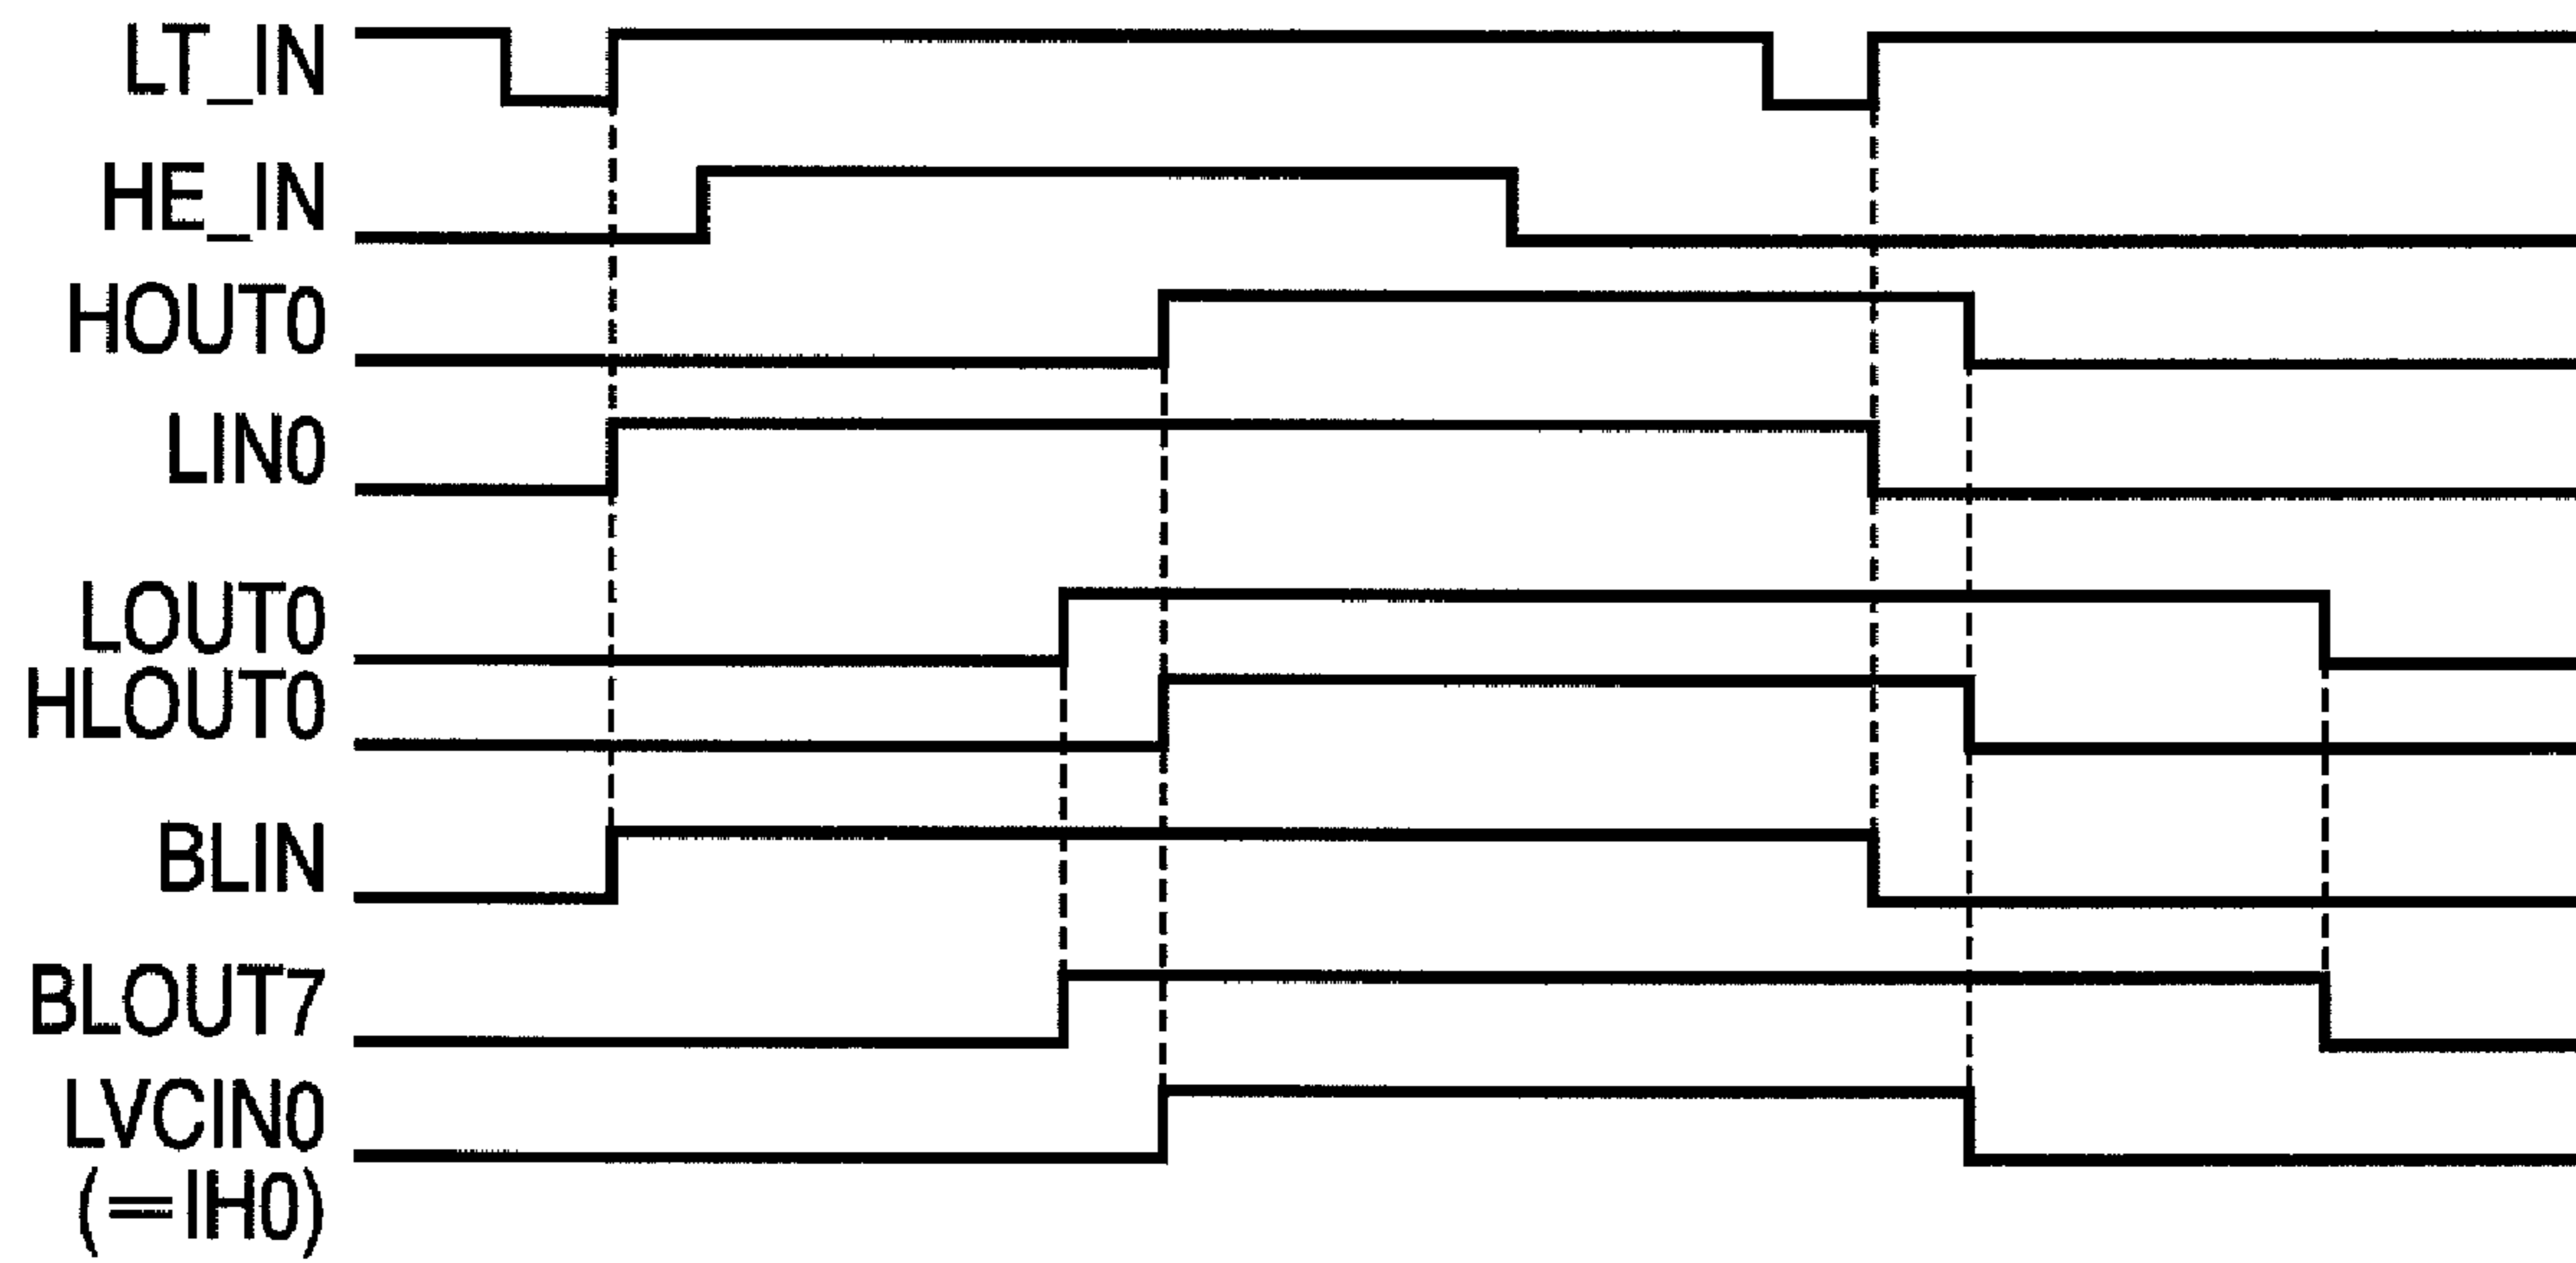 LT_IN
HE_IN
HOUT0
LIN0
LOUT0
HLOUT0
BLIN
BLOUT7
LVCIN0
(=IH0)